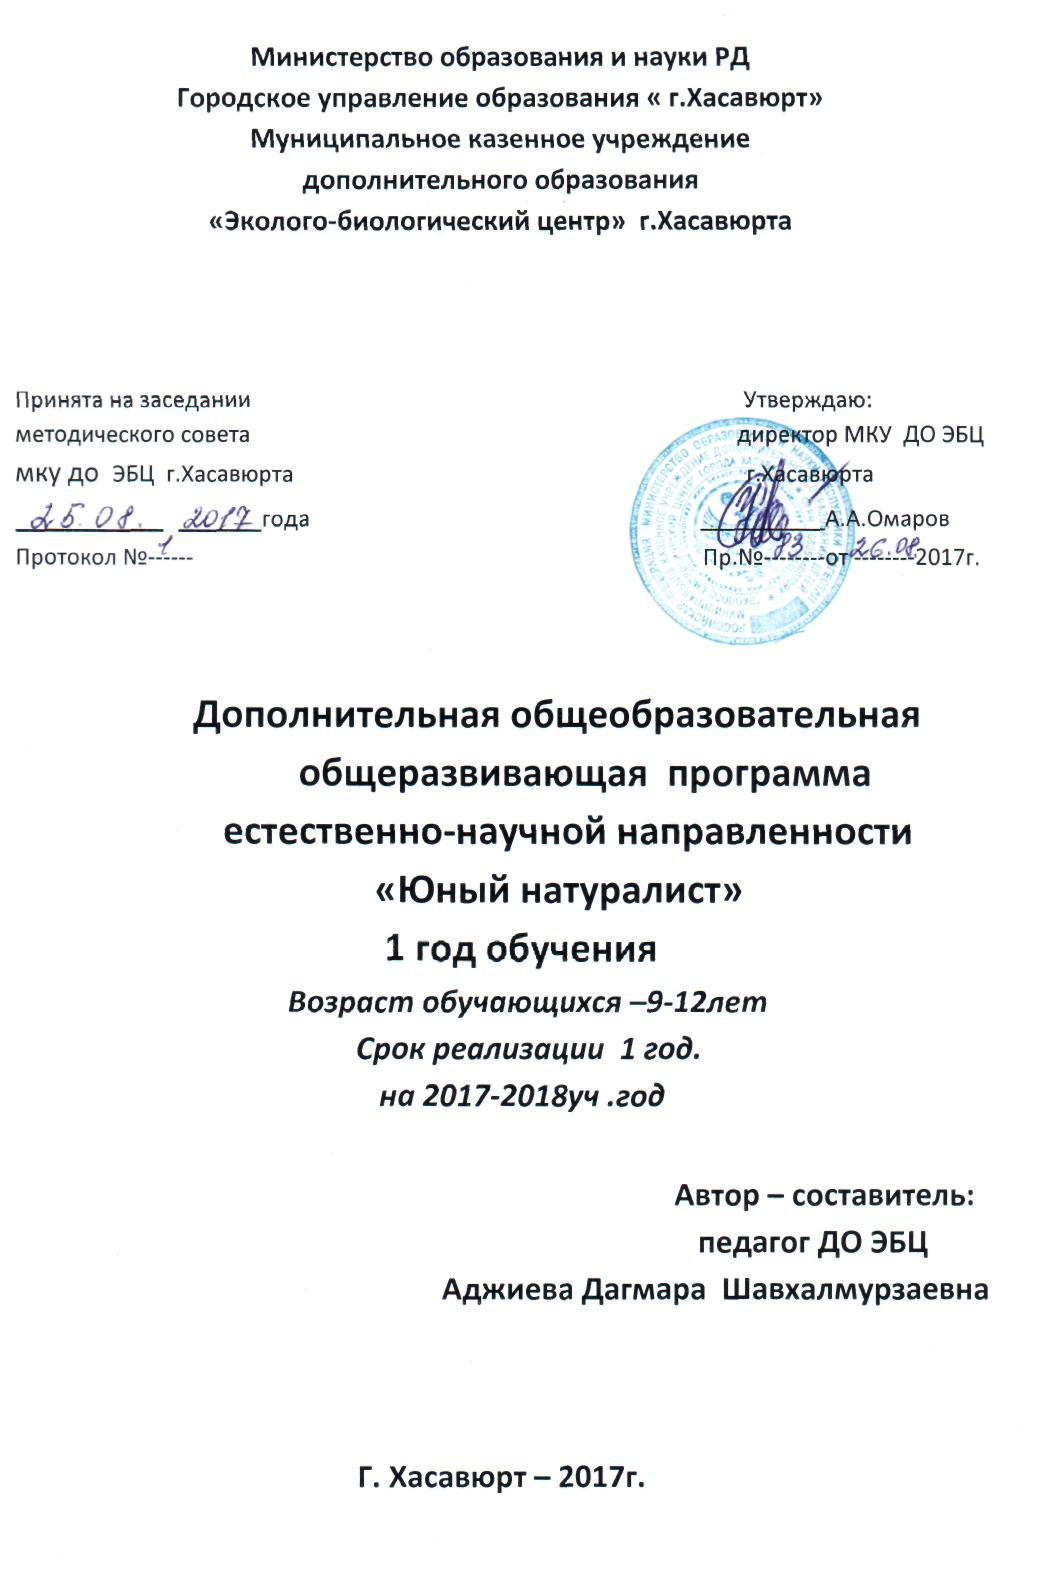 Министерство образования и науки РД
Городское управление образования « г.Хасавюрт»
Муниципальное казенное учреждение
дополнительного образования
«Эколого-биологический центр» г.Хасавюрта
Принята на заседании
методического совета
мку до ЭБЦ г.Хасавюрта
25.08. 2017 года
Протокол №------ 1
Утверждаю:
директор МКУ ДО ЭБЦ
г.Хасавюрта
____________А.А.Омаров
Пр.№--------от 26.08 --------2017г.
Дополнительная общеобразовательная
общеразвивающая программа
естественно-научной направленности
«Юный натуралист»
1 год обучения
Возраст обучающихся –9-12лет
Срок реализации 1 год.
на 2017-2018уч .год
Автор – составитель:
педагог ДО ЭБЦ
Аджиева Дагмара Шавхалмурзаевна
Г. Хасавюрт – 2017г.